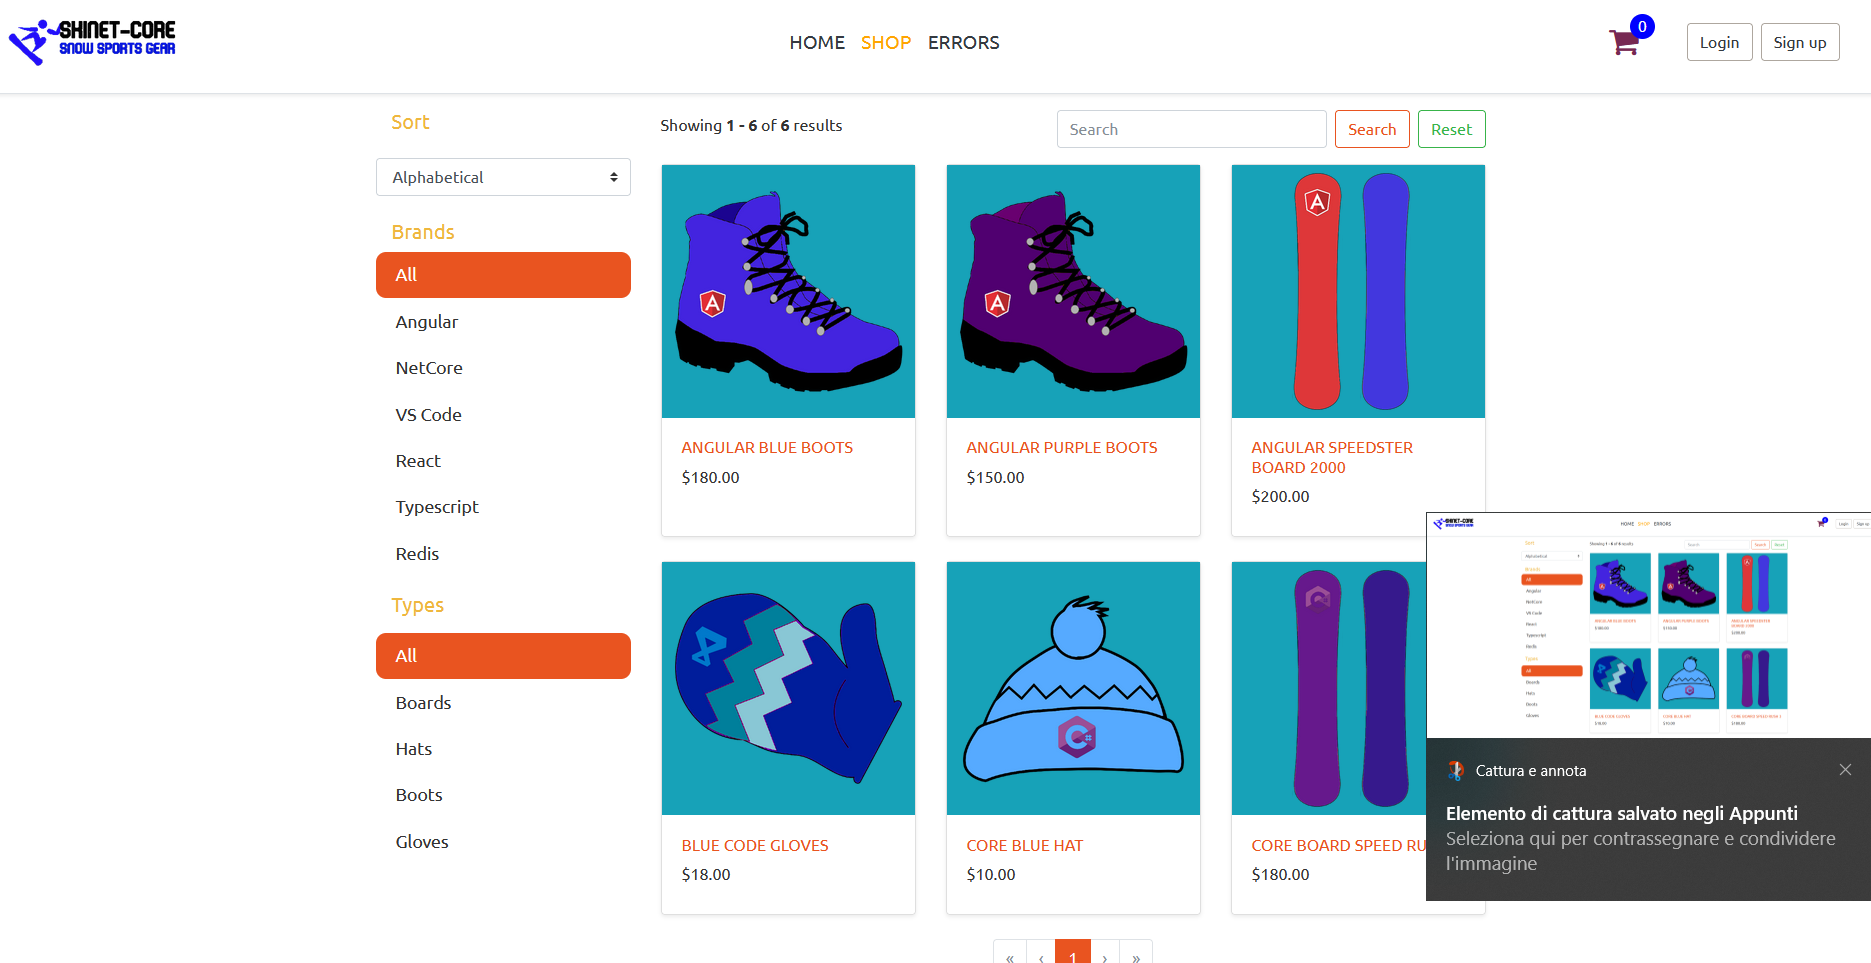 SKINET-CORE
SNOW SPORTS GEAR
HOME SHOP ERRORS
0
Login Sign up
Sort
Alphabetical
Brands
All
Angular
NetCore
VS Code
React
Typescript
Redis
Types
All
Boards
Hats
Boots
Gloves
Showing 1 - 6 of 6 results
Search Search Reset
ANGULAR BLUE BOOTS
$180.00
ANGULAR PURPLE BOOTS
$150.00
ANGULAR SPEEDSTER
BOARD 2000
$200.00
BLUE CODE GLOVES
$18.00
CORE BLUE HAT
$10.00
CORE BOARD SPEED RU
$180.00
« ‹ 1 › »
Cattura e annota
Elemento di cattura salvato negli Appunti
Seleziona qui per contrassegnare e condividere
l'immagine